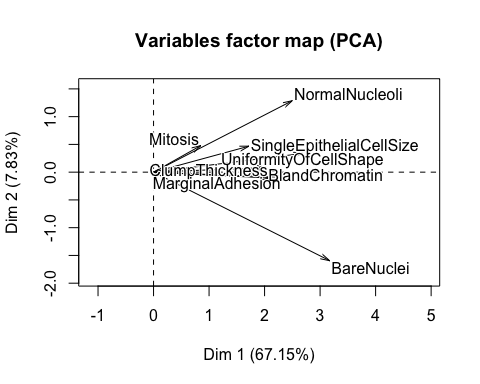 Variables factor map (PCA)
Dim 2 (7.83%)
1.0
0.0
-1.0
-2.0
NormalNucleoli
Mitosis
SingleEpithelialCellSize
UniformityOfCellShape
ClumpThickness
BlandChromatin
MarginalAdhesion
BareNuclei
-1 0 1 2 3 4 5
Dim 1 (67.15%)